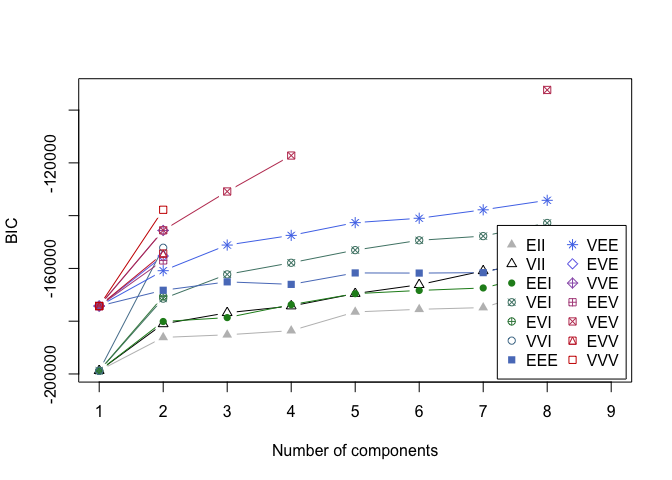 BIC
-120000
-160000
-200000
EII VEE
VII EVE
EEI VVE
VEI EEV
EVI VEV
VVI EVV
EEE VVV
1 2 3 4 5 6 7 8 9
Number of components